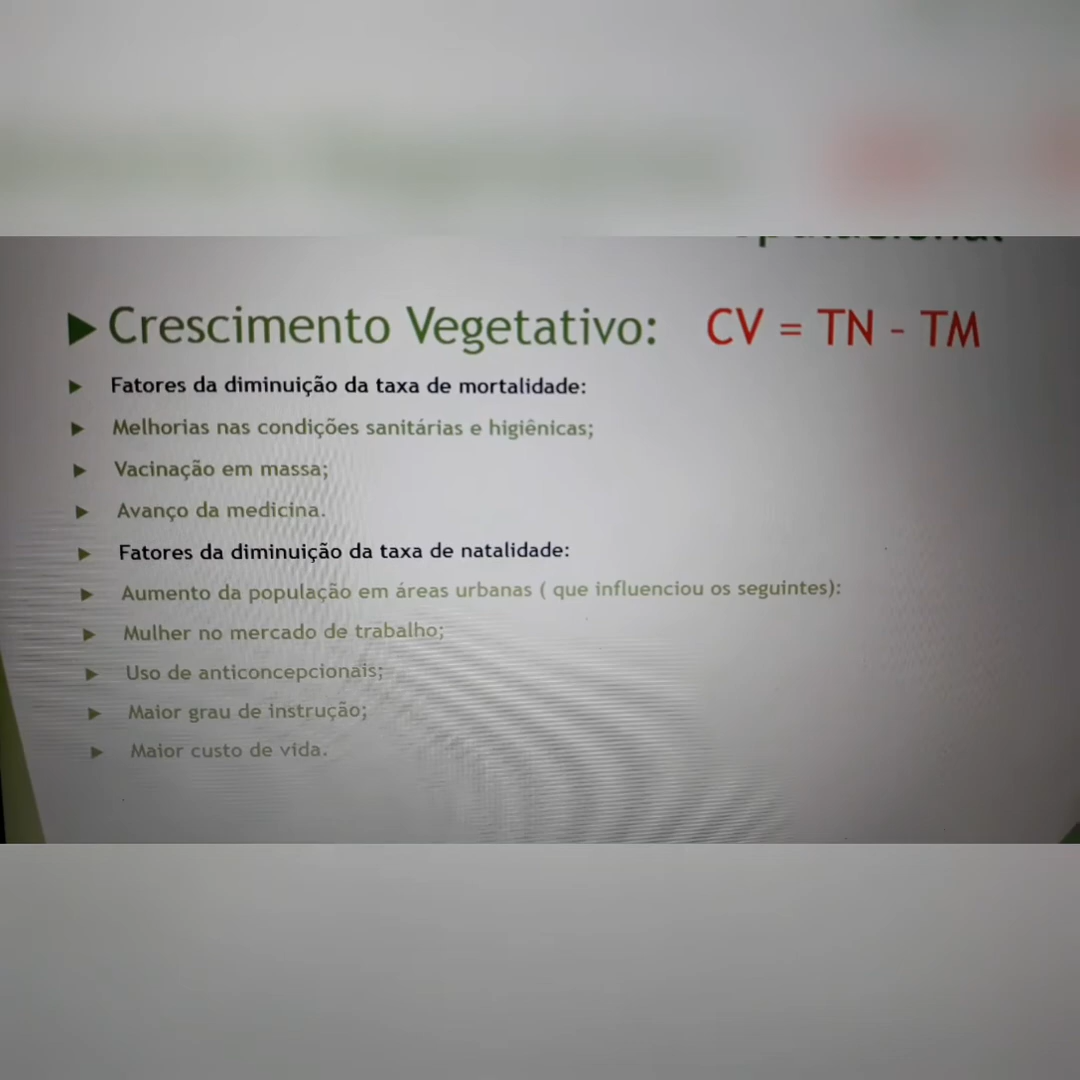 Crescimento Vegetativo: CV = TN - TM
Fatores da diminuição da taxa de mortalidade:
Melhorias nas condições sanitárias e higiênicas;
Vacinação em massa;
Avanço da medicina.
Fatores da diminuição da taxa de natalidade:
Aumento da população em áreas urbanas ( que influenciou os seguintes):
Mulher no mercado de trabalho;
Uso de anticoncepcionais;
Maior grau de instrução;
Maior custo de vida.